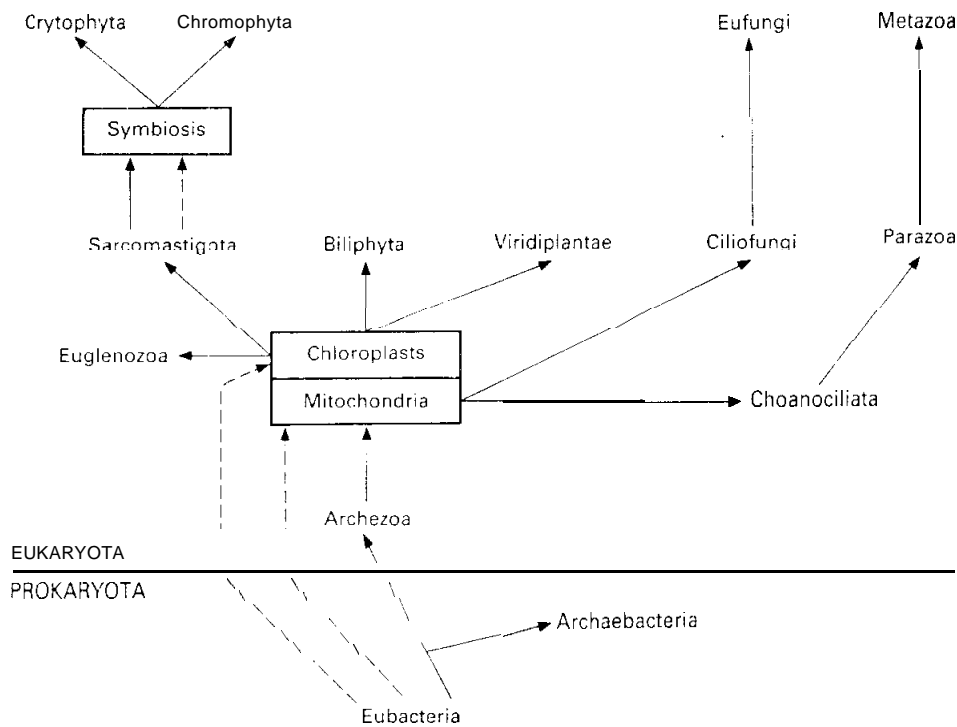 Crytophyta
Chromophyta
Eufungi
Metazoa
Symbiosis
Sarcomastigota
Biliphyta
Viridiplantae
Ciliofungi
Parazoa
Euglenozoa
Chloroplasts
Mitochondria
Choanociliata
Archezoa
EUKARYOTA
PROKARYOTA
Archaebacteria
Eubacteria